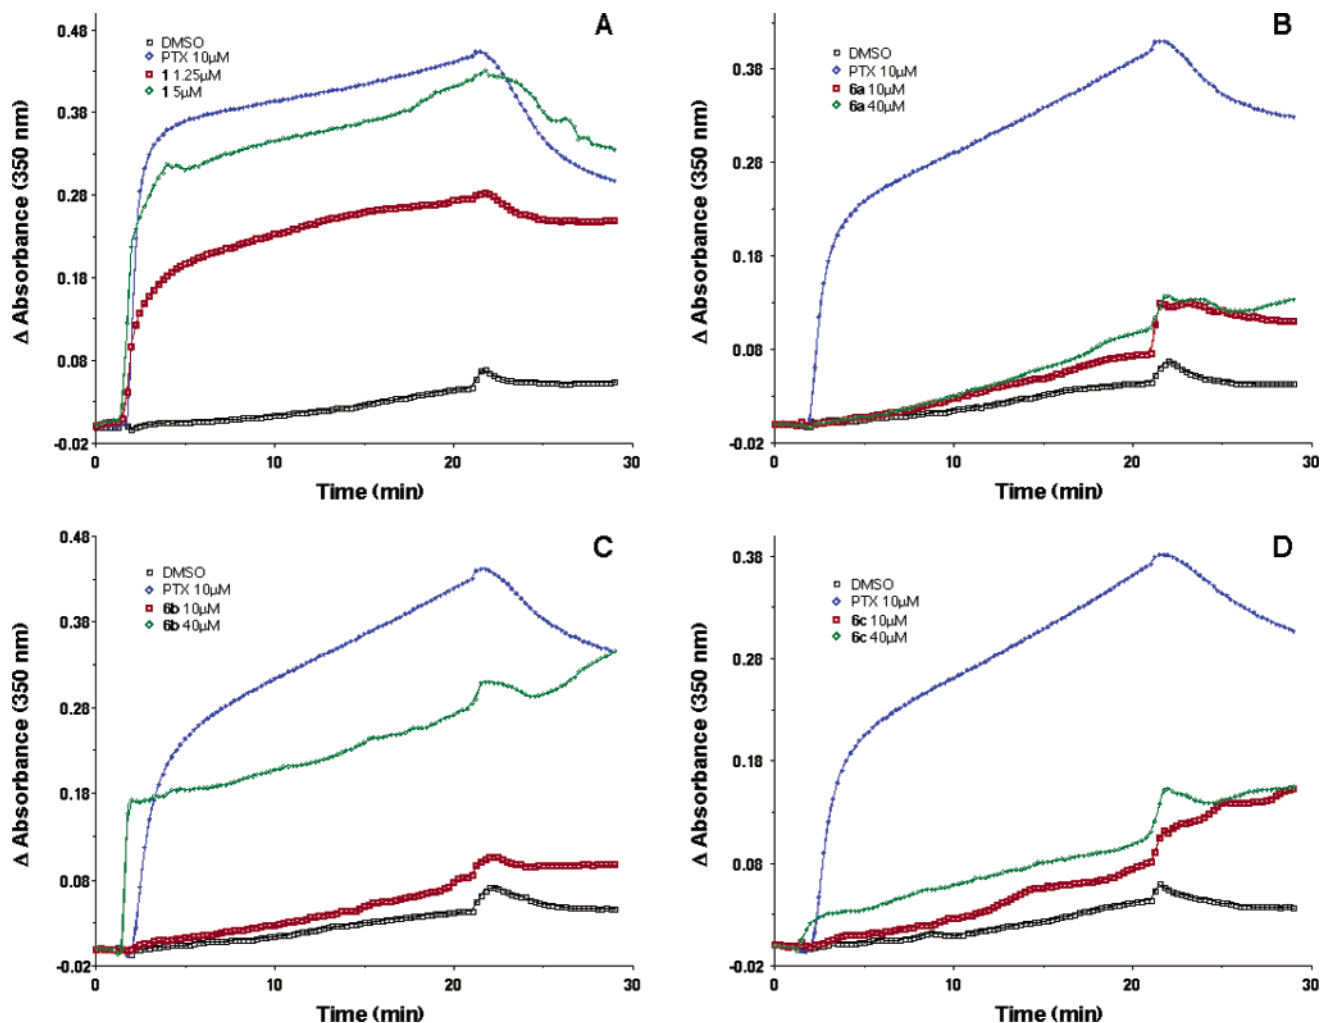 A
0.48
DMSO
PTX 10µM
1 1.25µM
1 5µM
0.38
0.28
0.18
0.08
-0.02
Δ Absorbance (350 nm)
0
10
20
30
Time (min)
B
DMSO
PTX 10µM
6a 10µM
6a 40µM
0.38
0.28
0.18
0.08
-0.02
Δ Absorbance (350 nm)
0
10
20
30
Time (min)
C
0.48
DMSO
PTX 10µM
6b 10µM
6b 40µM
0.38
0.28
0.18
0.08
-0.02
Δ Absorbance (350 nm)
0
10
20
30
Time (min)
D
0.38
DMSO
PTX 10µM
6c 10µM
6c 40µM
0.28
0.18
0.08
-0.02
Δ Absorbance (350 nm)
0
10
20
30
Time (min)